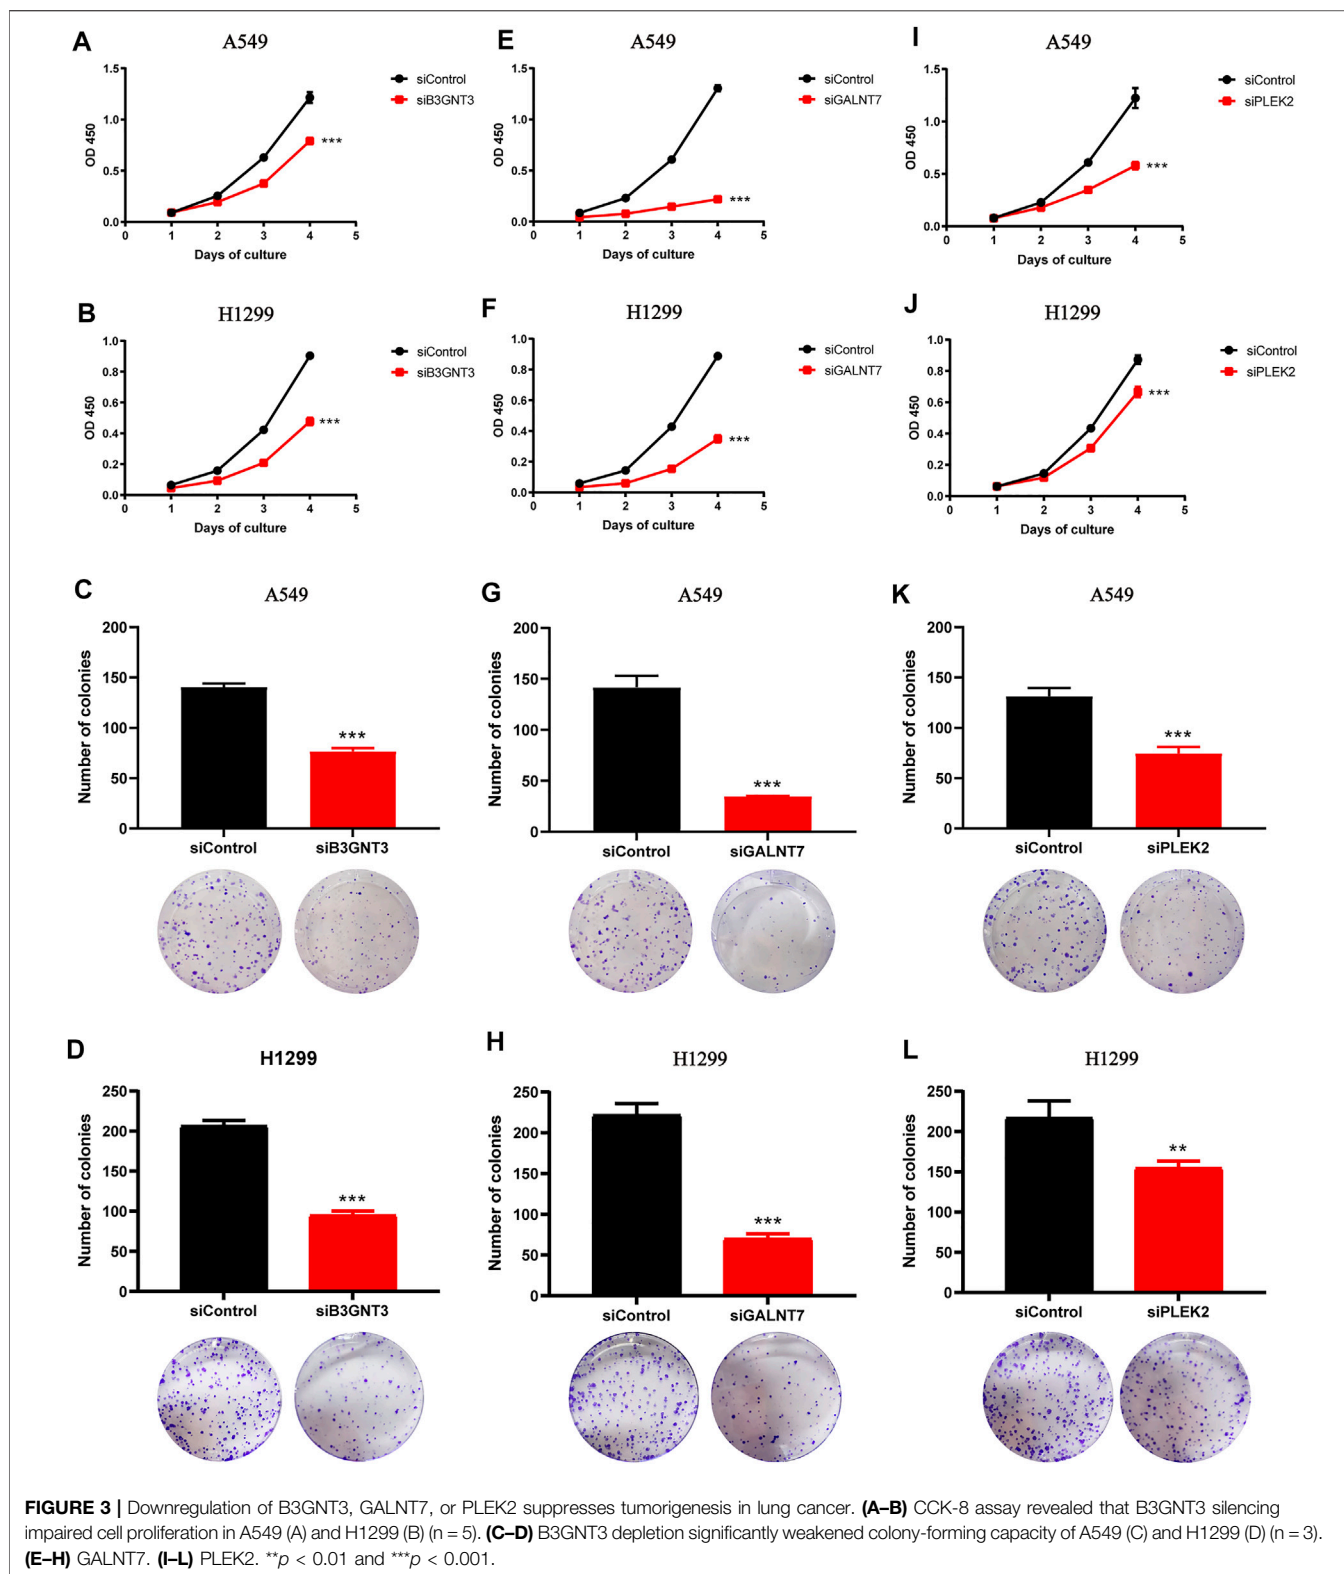 A
A549
1.5
1.0
0.5
0.0
OD 450
0 1 2 3 4 5
Days of culture
siControl
siB3GNT3
***
E
A549
1.5
1.0
0.5
0.0
OD 450
0 1 2 3 4 5
Days of culture
siControl
siGALNT7
***
I
A549
1.5
1.0
0.5
0.0
OD 450
0 1 2 3 4 5
Days of culture
siControl
siPLEK2
***
B
H1299
1.0
0.8
0.6
0.4
0.2
0.0
OD 450
0 1 2 3 4 5
Days of culture
siControl
siB3GNT3
***
F
H1299
1.0
0.8
0.6
0.4
0.2
0.0
OD 450
0 1 2 3 4 5
Days of culture
siControl
siGALNT7
***
J
H1299
1.0
0.8
0.6
0.4
0.2
0.0
OD 450
0 1 2 3 4 5
Days of culture
siControl
siPLEK2
***
C
A549
200
150
100
50
0
Number of colonies
***
siControl siB3GNT3
G
A549
200
150
100
50
0
Number of colonies
***
siControl siGALNT7
K
A549
200
150
100
50
0
Number of colonies
***
siControl siPLEK2
D
H1299
250
200
150
100
50
0
Number of colonies
***
siControl siB3GNT3
H
H1299
250
200
150
100
50
0
Number of colonies
***
siControl siGALNT7
L
H1299
250
200
150
100
50
0
Number of colonies
**
siControl siPLEK2
FIGURE 3 | Downregulation of B3GNT3, GALNT7, or PLEK2 suppresses tumorigenesis in lung cancer. (A–B) CCK-8 assay revealed that B3GNT3 silencing
impaired cell proliferation in A549 (A) and H1299 (B) (n = 5). (C–D) B3GNT3 depletion significantly weakened colony-forming capacity of A549 (C) and H1299 (D) (n = 3).
(E–H) GALNT7. (I–L) PLEK2. **p < 0.01 and ***p < 0.001.